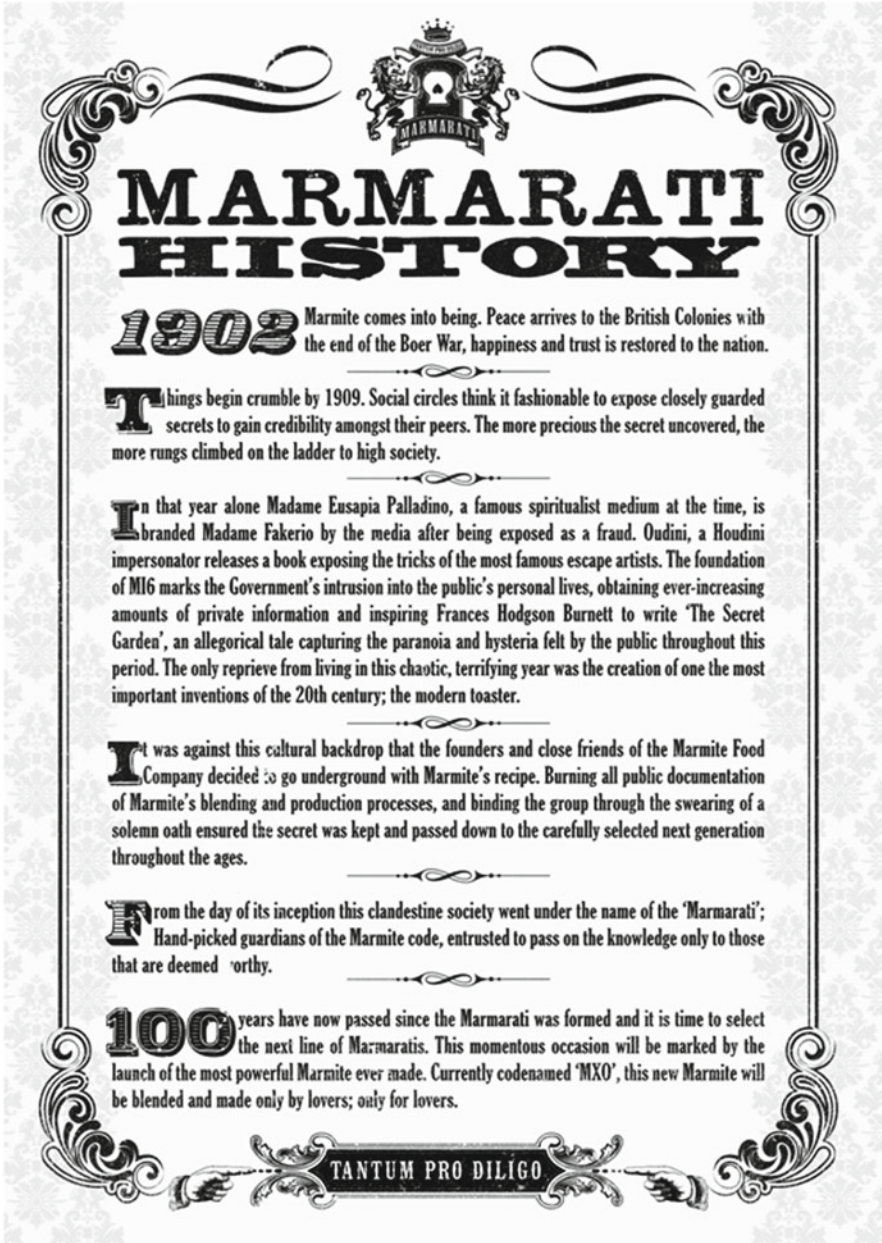 TANTUM PRO DILIGO
MARMARATI
MARMARATI
HISTORY
1902 Marmite comes into being. Peace arrives to the British Colonies with
the end of the Boer War, happiness and trust is restored to the nation.
Things begin crumble by 1909. Social circles think it fashionable to expose closely guarded
secrets to gain credibility amongst their peers. The more precious the secret uncovered, the
more rungs climbed on the ladder to high society.
In that year alone Madame Eusapia Palladino, a famous spiritualist medium at the time, is
branded Madame Fakerio by the media after being exposed as a fraud. Oudini, a Houdini
impersonator releases a book exposing the tricks of the most famous escape artists. The foundation
of MI6 marks the Government's intrusion into the public's personal lives, obtaining ever-increasing
amounts of private information and inspiring Frances Hodgson Burnett to write 'The Secret
Garden', an allegorical tale capturing the paranoia and hysteria felt by the public throughout this
period. The only reprieve from living in this chaotic, terrifying year was the creation of one the most
important inventions of the 20th century; the modern toaster.
It was against this cultural backdrop that the founders and close friends of the Marmite Food
Company decided to go underground with Marmite's recipe. Burning all public documentation
of Marmite's blending and production processes, and binding the group through the swearing of a
solemn oath ensured the secret was kept and passed down to the carefully selected next generation
throughout the ages.
From the day of its inception this clandestine society went under the name of the 'Marmarati';
Hand-picked guardians of the Marmite code, entrusted to pass on the knowledge only to those
that are deemed worthy.
100 years have now passed since the Marmarati was formed and it is time to select
the next line of Marmaratis. This momentous occasion will be marked by the
launch of the most powerful Marmite ever made. Currently codenamed 'MXO', this new Marmite will
be blended and made only by lovers; only for lovers.
TANTUM PRO DILIGO